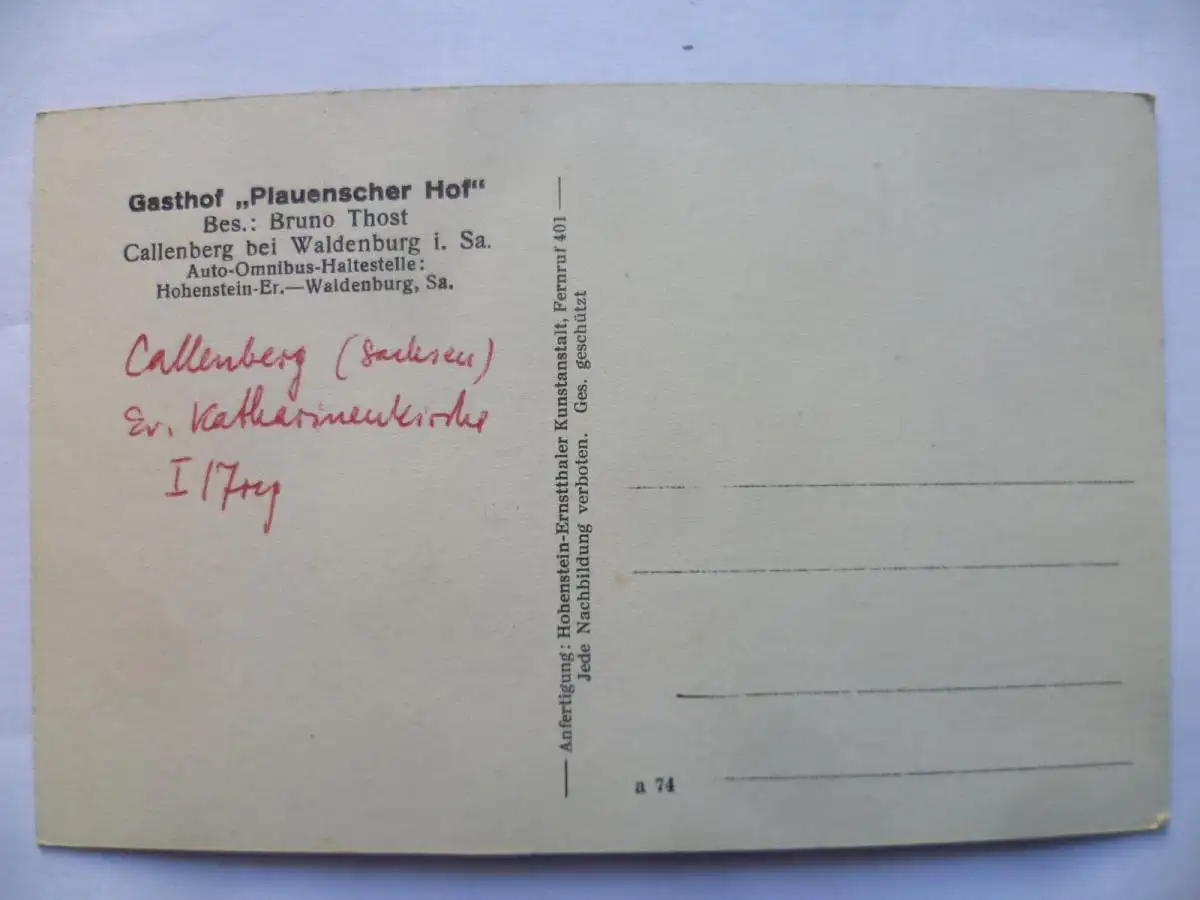 Gasthof „Plauenscher Hof“
Bes.: Bruno Thost
Callenberg bei Waldenburg i. Sa.
Auto-Omnibus-Haltestelle:
Hohenstein-Er.—Waldenburg, Sa.
Callenberg (Sachsen)
Ev. Katharinenkirche
Anfertigung: Hohenstein-Ernstthaler Kunstanstalt, Fernruf 401
Jede Nachbildung verboten. Ges. geschützt
a 74